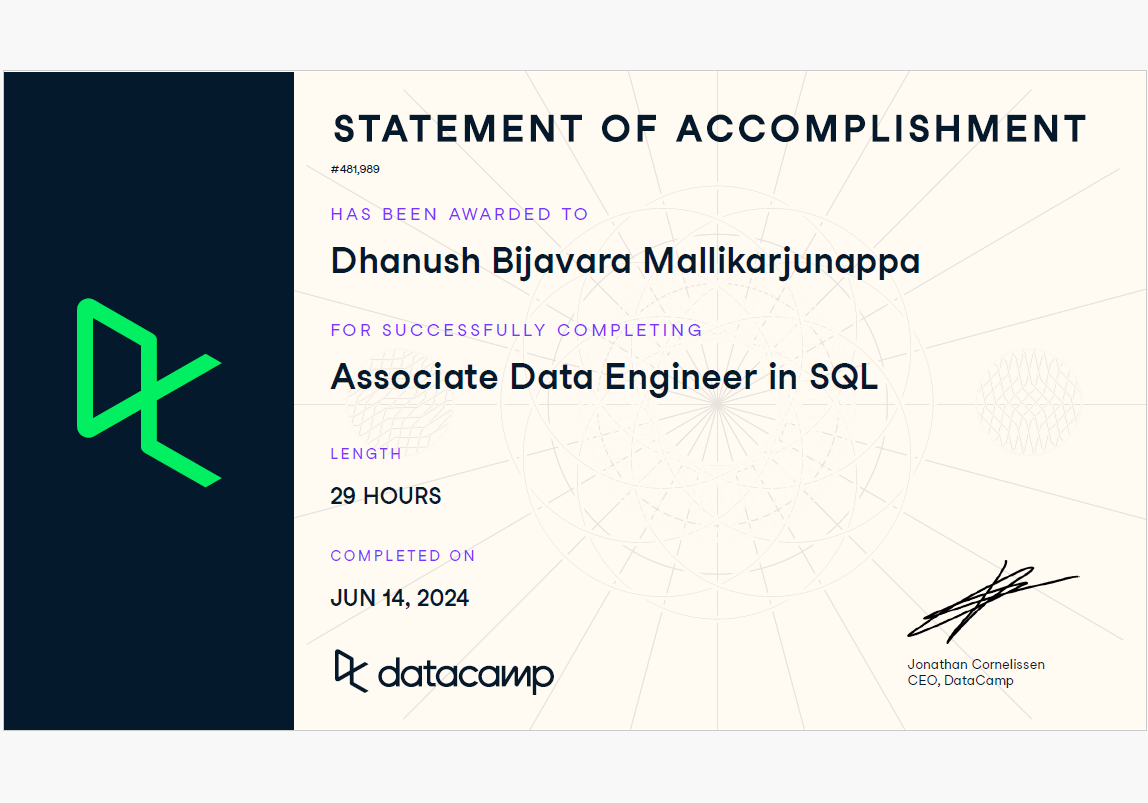 STATEMENT OF ACCOMPLISHMENT
#481,989
HAS BEEN AWARDED TO
Dhanush Bijavara Mallikarjunappa
FOR SUCCESSFULLY COMPLETING
Associate Data Engineer in SQL
LENGTH
29 HOURS
COMPLETED ON
JUN 14, 2024
datacamp
Jonathan Cornelissen
CEO, DataCamp